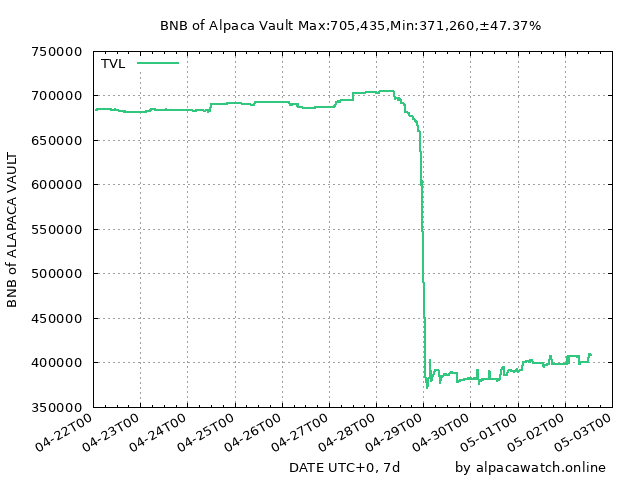 BNB of Alpaca Vault Max:705,435,Min:371,260,±47.37%
TVL
750000
700000
650000
600000
550000
500000
450000
400000
350000
BNB of ALAPACA VAULT
04-22T00
04-23T00
04-24T00
04-25T00
04-26T00
04-27T00
04-28T00
04-29T00
04-30T00
05-01T00
05-02T00
05-03T00
DATE UTC+0, 7d
by alpacawatch.online